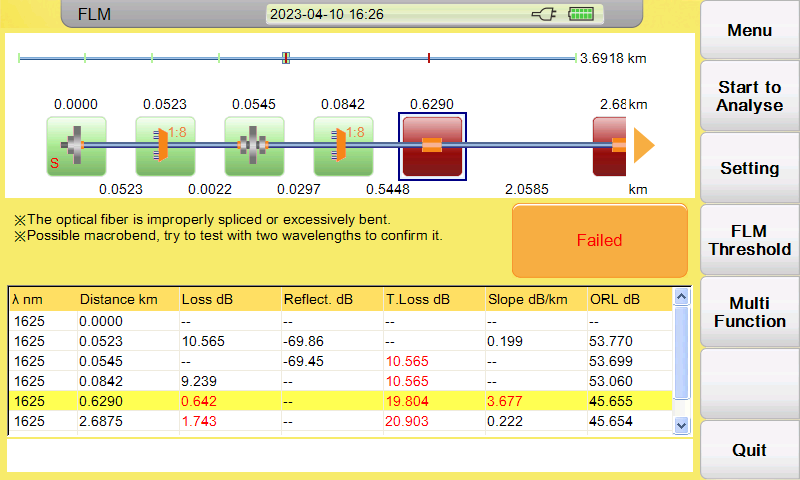 FLM
2023-04-10 16:26
3.6918 km
0.0000 0.0523 0.0545 0.0842 0.6290 2.68 km
1:8 1:8
S
0.0523 0.0022 0.0297 0.5448 2.0585 km
※The optical fiber is improperly spliced or excessively bent.
※Possible macrobend, try to test with two wavelengths to confirm it.
Failed
λ nm Distance km Loss dB Reflect. dB T.Loss dB Slope dB/km ORL dB
1625 0.0000 -- -- -- -- --
1625 0.0523 10.565 -69.86 0.199 53.770
1625 0.0545 -- -69.45 10.565 -- 53.699
1625 0.0842 9.239 -- 10.565 -- 53.060
1625 0.6290 0.642 -- 19.804 3.677 45.655
1625 2.6875 1.743 -- 20.903 0.222 45.654
Menu
Start to
Analyse
Setting
FLM
Threshold
Multi
Function
Quit